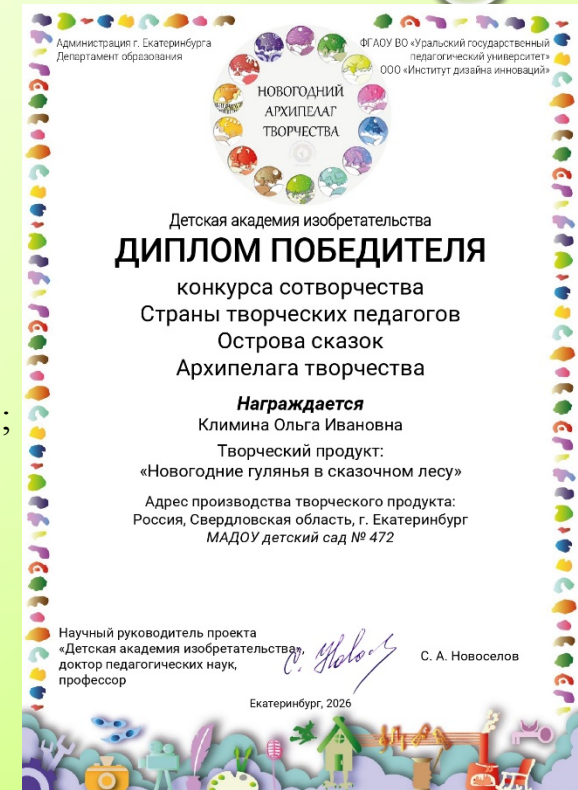 Администрация г. Екатеринбурга
Департамент образования
ФГАОУ ВО «Уральский государственный
педагогический университет»
ООО «Институт дизайна инноваций»
НОВОГОДНИЙ
АРХИПЕЛАГ
ТВОРЧЕСТВА
Детская академия изобретательства
ДИПЛОМ ПОБЕДИТЕЛЯ
конкурса сотворчества
Страны творческих педагогов
Острова сказок
Архипелага творчества
;
Награждается
Климина Ольга Ивановна
Творческий продукт:
«Новогодние гулянья в сказочном лесу»
Адрес производства творческого продукта:
Россия, Свердловская область, г. Екатеринбург
МАДОУ детский сад № 472
Научный руководитель проекта
«Детская академия изобретательства»,
доктор педагогических наук,
профессор
С. А. Новоселов
Екатеринбург, 2026